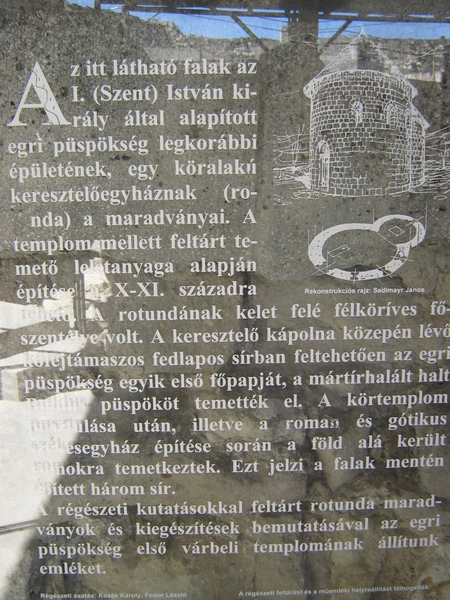 Az itt látható falak az
I. (Szent) István ki-
rály által alapított
egri püspökség legkorábbi
épületének, egy köralakú
keresztelőegyháznak (ro-
nda) a maradványai. A
templom mellett feltárt te-
mető leletanyaga alapján
építése X-XI. századra
tehető. A rotundának kelet felé félköríves fő-
szentélye volt. A keresztelő kápolna közepén lévő
fejtámaszos fedlapos sírban feltehetően az egri
püspökség egyik első főpapját, a mártírhalált halt
püspököt temették el. A körtemplom
pusztulása után, illetve a roman és gótikus
székesegyház építése során a föld alá került
romokra temetkeztek. Ezt jelzi a falak mentén
épített három sír.
A régészeti kutatásokkal feltárt rotunda marad-
ványok és kiegészítések bemutatásával az egri
püspökség első várbeli templomának állítunk
emléket.
Rekonstrukciós rajz: Sedlmayr János
Régészeti ásatás: Kozák Károly, Fodor László
A régészeti feltárást és a műemléki helyreállítást támogatta: